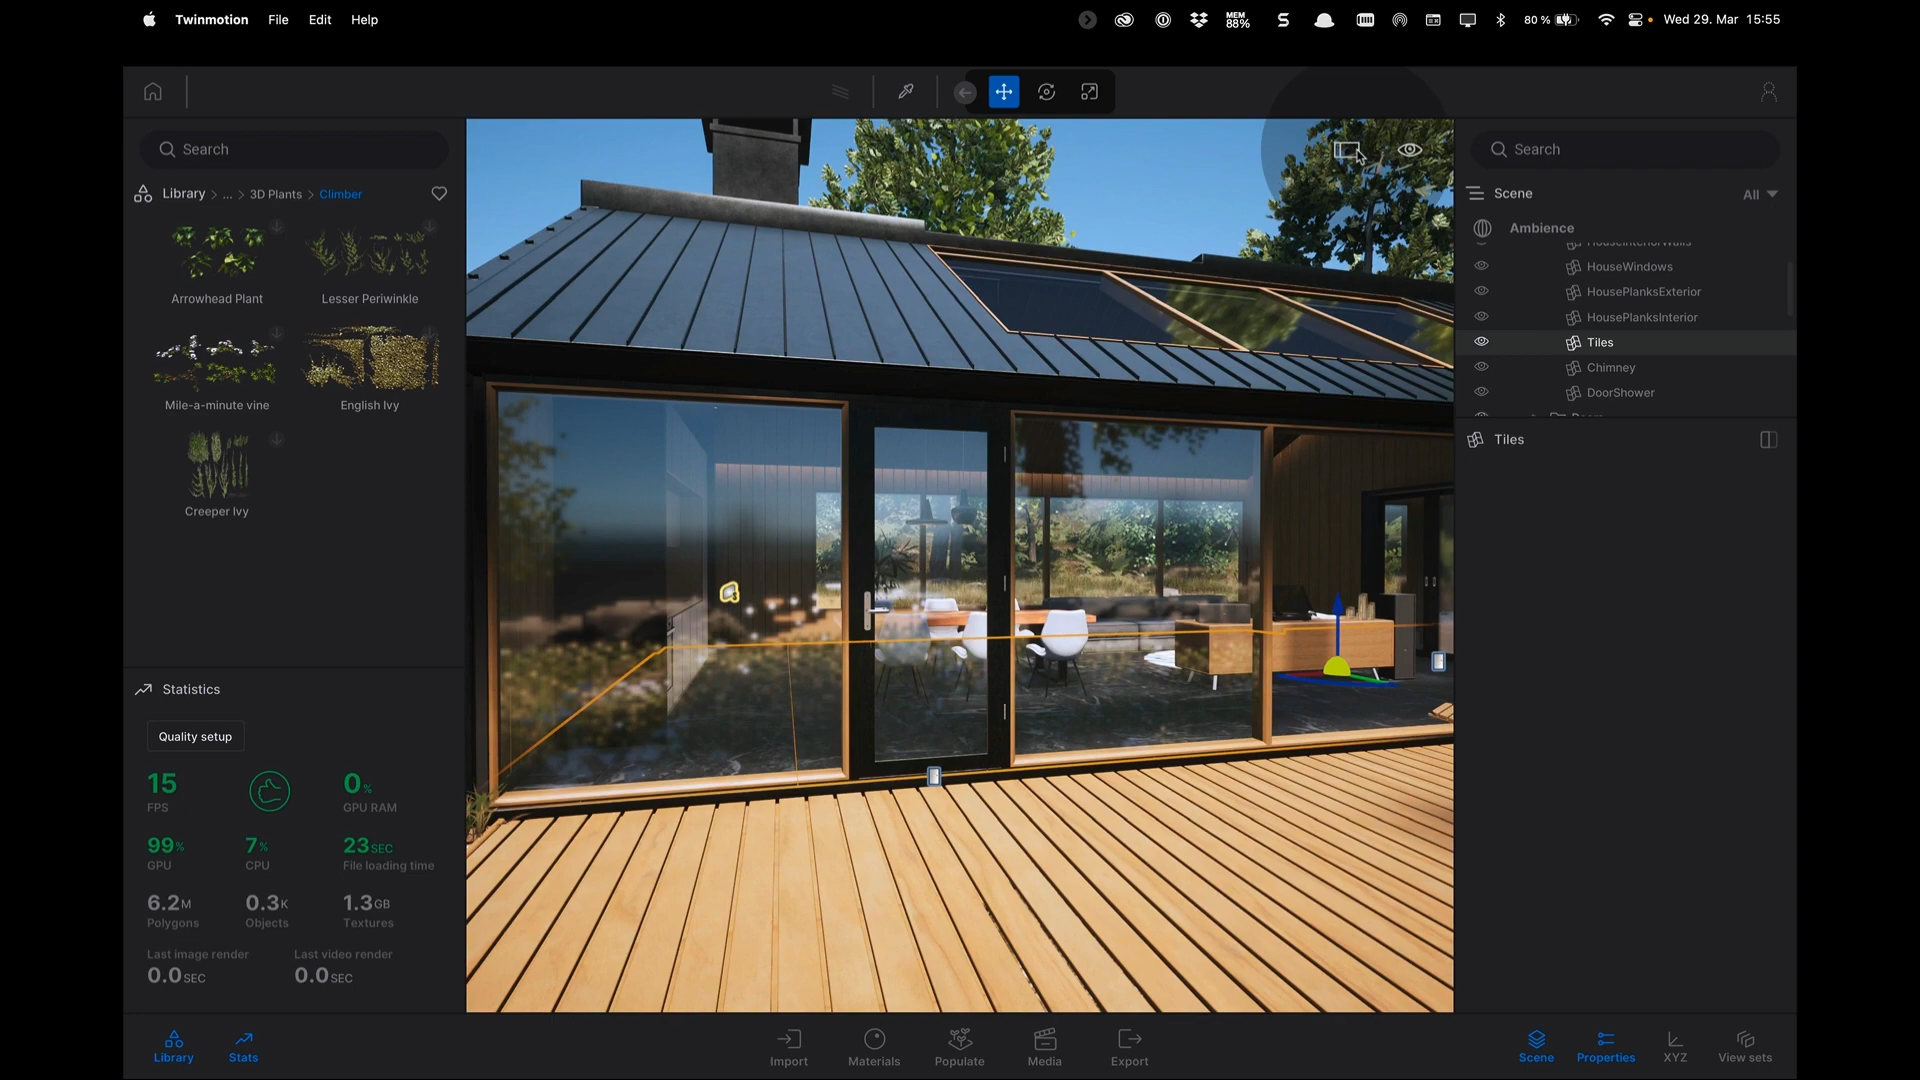 Twinmotion File Edit Help
MEM
88%
80 %
Wed 29. Mar 15:55
Search
Library > ... > 3D Plants > Climber
Arrowhead Plant
Lesser Periwinkle
Mile-a-minute vine
English Ivy
Creeper Ivy
Statistics
Quality setup
15
FPS
0%
GPU RAM
99%
GPU
7%
CPU
23SEC
File loading time
6.2M
Polygons
0.3K
Objects
1.3GB
Textures
Last image render
0.0SEC
Last video render
0.0SEC
Search
Scene
All
Ambience
HouseInteriorWalls
HouseWindows
HousePlanksExterior
HousePlanksInterior
Tiles
Chimney
DoorShower
Tiles
Library
Stats
Import
Materials
Populate
Media
Export
Scene
Properties
XYZ
View sets